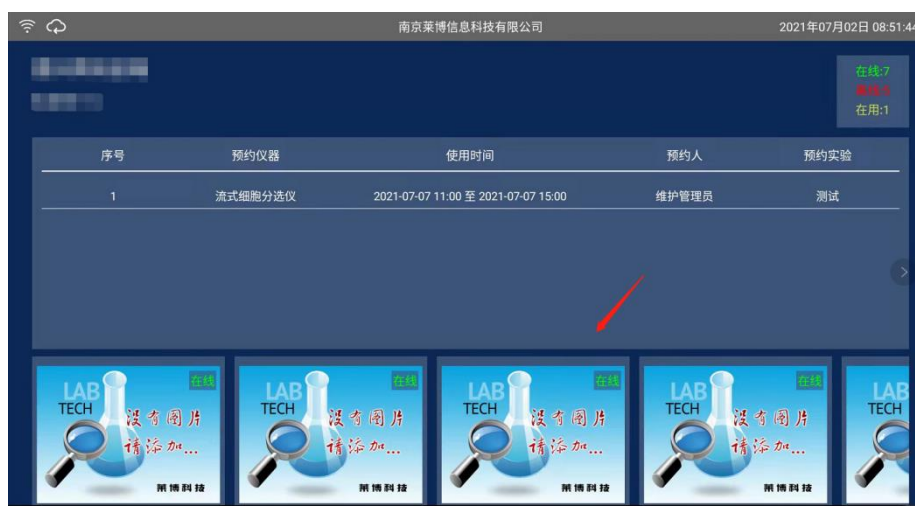 南京莱博信息科技有限公司 2021年07月02日 08:51:44
在线:7
在用:1
序号 预约仪器 使用时间 预约人 预约实验
1 流式细胞分选仪 2021-07-07 11:00 至 2021-07-07 15:00 维护管理员 测试
在线 在线 在线 在线
LAB LAB LAB LAB LAB
TECH TECH TECH TECH TECH
没有图片 没有图片 没有图片 没有图片
请添加... 请添加... 请添加... 请添加...
莱博科技 莱博科技 莱博科技 莱博科技